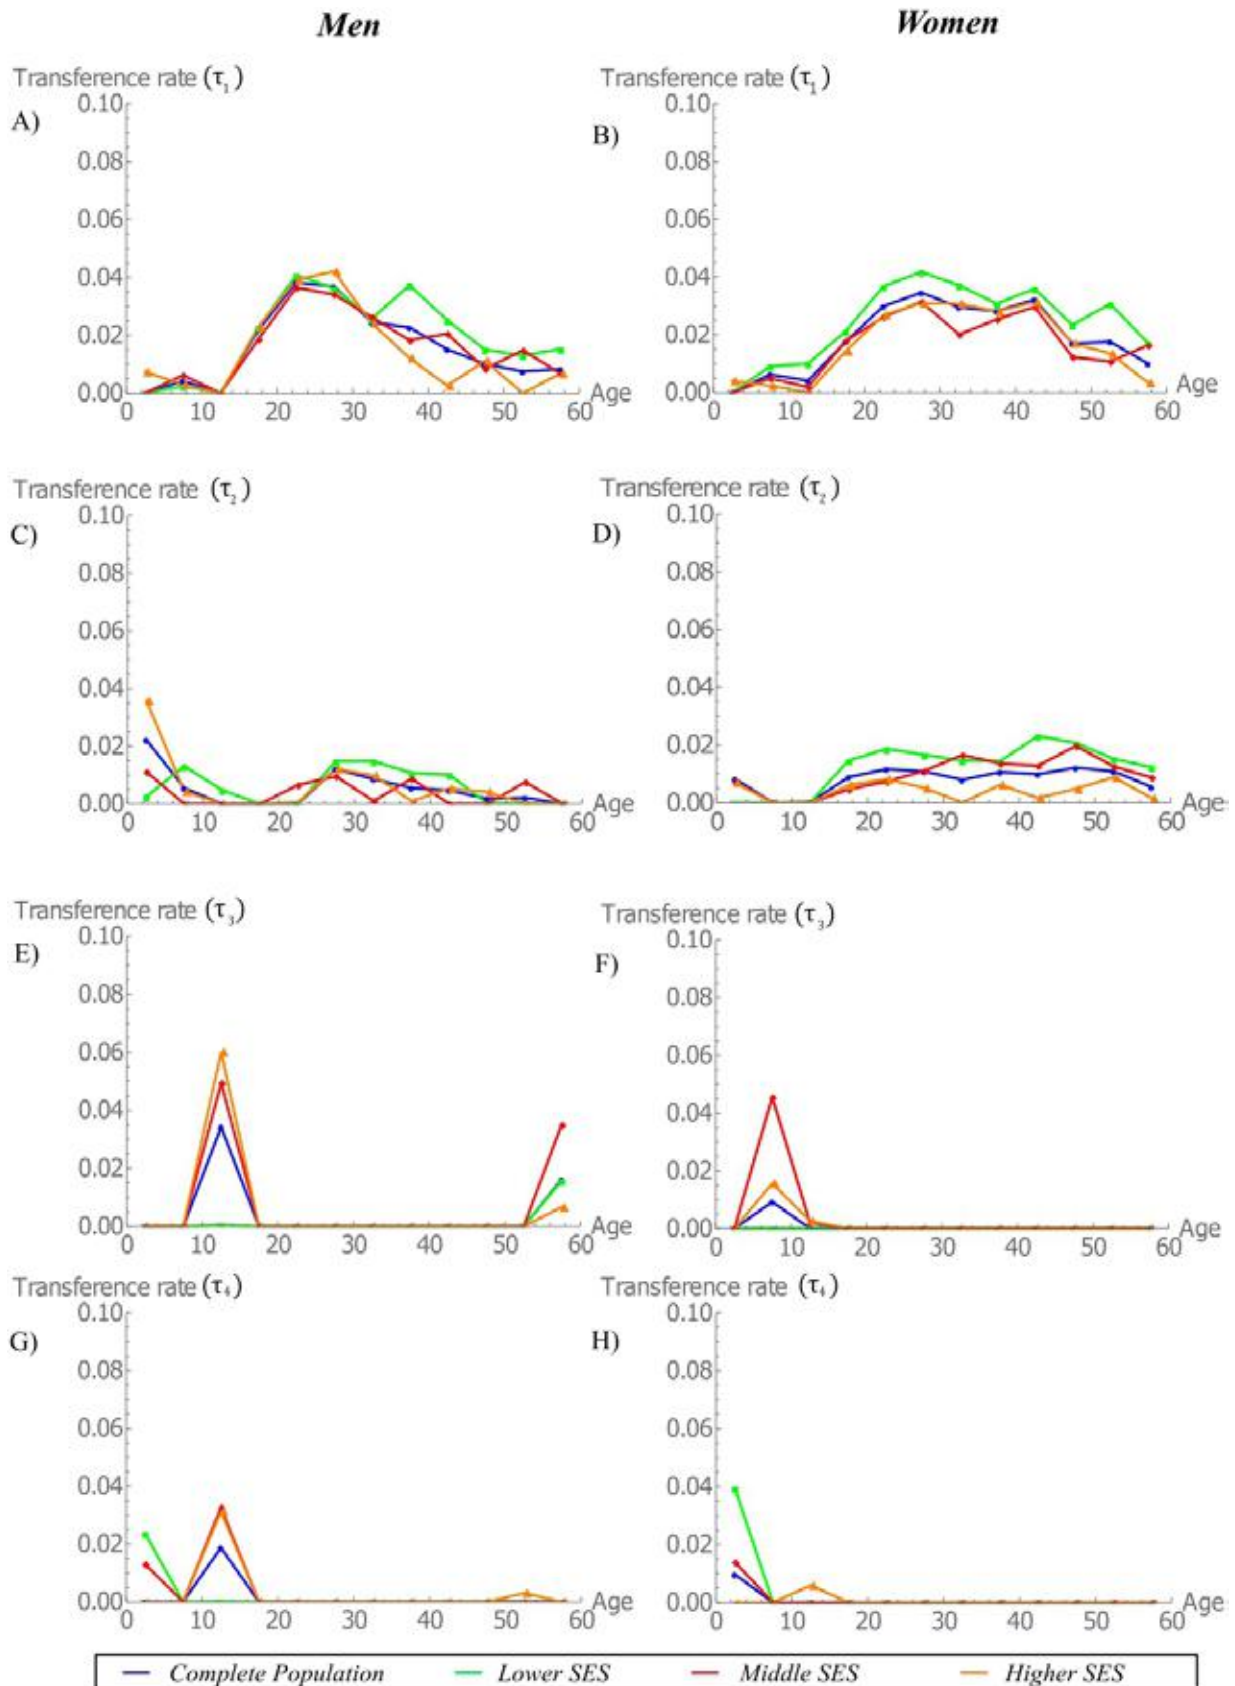 Men Women
Transference rate (τ₁) Transference rate (τ₁)
A) B)
0.10 0.10
0.08 0.08
0.06 0.06
0.04 0.04
0.02 0.02
0.00 Age 0.00 Age
0 10 20 30 40 50 60 0 10 20 30 40 50 60
Transference rate (τ₂) Transference rate (τ₂)
C) D)
0.10 0.10
0.08 0.08
0.06 0.06
0.04 0.04
0.02 0.02
0.00 Age 0.00 Age
0 10 20 30 40 50 60 0 10 20 30 40 50 60
Transference rate (τ₃) Transference rate (τ₃)
E) F)
0.10 0.10
0.08 0.08
0.06 0.06
0.04 0.04
0.02 0.02
0.00 Age 0.00 Age
0 10 20 30 40 50 60 0 10 20 30 40 50 60
Transference rate (τ₄) Transference rate (τ₄)
G) H)
0.10 0.10
0.08 0.08
0.06 0.06
0.04 0.04
0.02 0.02
0.00 Age 0.00 Age
0 10 20 30 40 50 60 0 10 20 30 40 50 60
Complete Population Lower SES Middle SES Higher SES